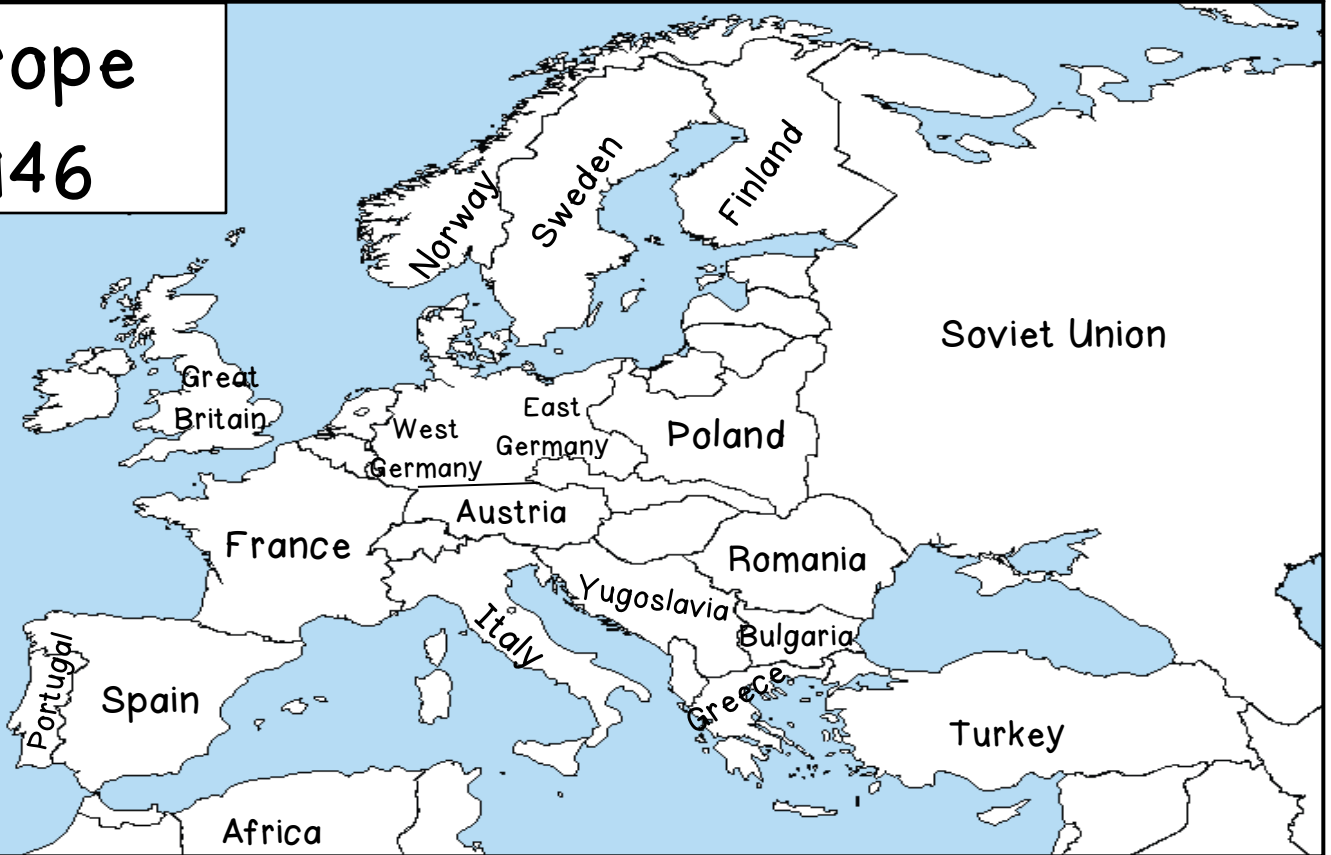 rope
46
Norway
Sweden
Finland
Soviet Union
Great
Britain
West
Germany
East
Germany
Poland
Austria
France
Romania
Yugoslavia
Italy
Bulgaria
Greece
Portugal
Spain
Turkey
Africa